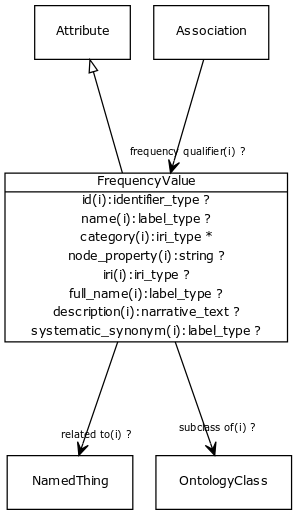 Attribute
Association
frequency qualifier(i) ?
FrequencyValue
id(i):identifier_type ?
name(i):label_type ?
category(i):iri_type *
node_property(i):string ?
iri(i):iri_type ?
full_name(i):label_type ?
description(i):narrative_text ?
systematic_synonym(i):label_type ?
related to(i) ?
subclass of(i) ?
NamedThing
OntologyClass